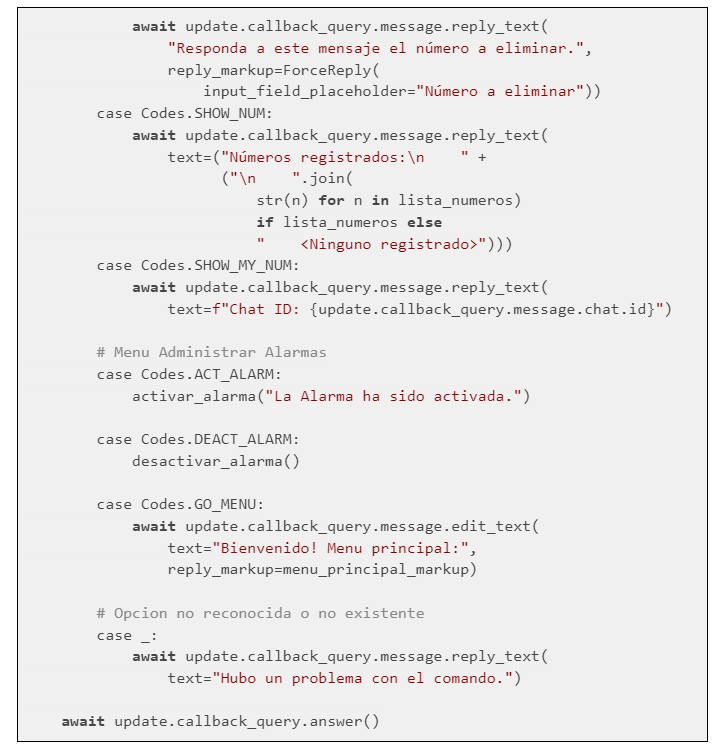 await update.callback_query.message.reply_text(
                "Responda a este mensaje el número a eliminar.",
                reply_markup=ForceReply(
                    input_field_placeholder="Número a eliminar"))
        case Codes.SHOW_NUM:
            await update.callback_query.message.reply_text(
                text=("Números registrados:\n    " +
                      ("\n    ".join(
                          str(n) for n in lista_numeros)
                          if lista_numeros else
                          "    <Ninguno registrado>")))
        case Codes.SHOW_MY_NUM:
            await update.callback_query.message.reply_text(
                text=f"Chat ID: {update.callback_query.message.chat.id}")

        # Menu Administrar Alarmas
        case Codes.ACT_ALARM:
            activar_alarma("La Alarma ha sido activada.")

        case Codes.DEACT_ALARM:
            desactivar_alarma()

        case Codes.GO_MENU:
            await update.callback_query.message.edit_text(
                text="Bienvenido! Menu principal:",
                reply_markup=menu_principal_markup)

        # Opcion no reconocida o no existente
        case _:
            await update.callback_query.message.reply_text(
                text="Hubo un problema con el comando.")

    await update.callback_query.answer()